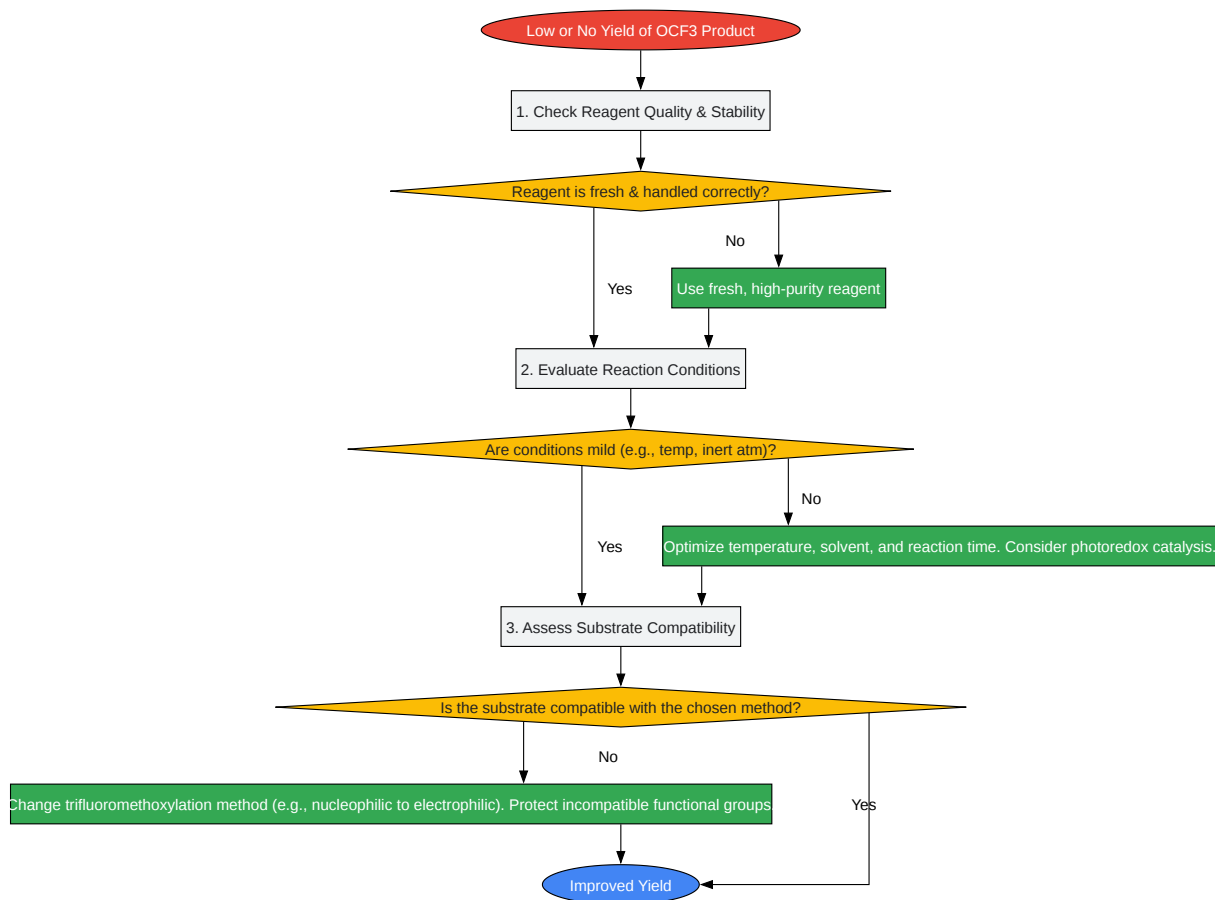 Low or No Yield of OCF3 Product
1. Check Reagent Quality & Stability
Reagent is fresh & handled correctly?
No
Yes
Use fresh, high-purity reagent
2. Evaluate Reaction Conditions
Are conditions mild (e.g., temp, inert atm)?
No
Yes
Optimize temperature, solvent, and reaction time. Consider photoredox catalysis.
3. Assess Substrate Compatibility
Is the substrate compatible with the chosen method?
No
Change trifluoromethoxylation method (e.g., nucleophilic to electrophilic). Protect incompatible functional groups.
Yes
Improved Yield